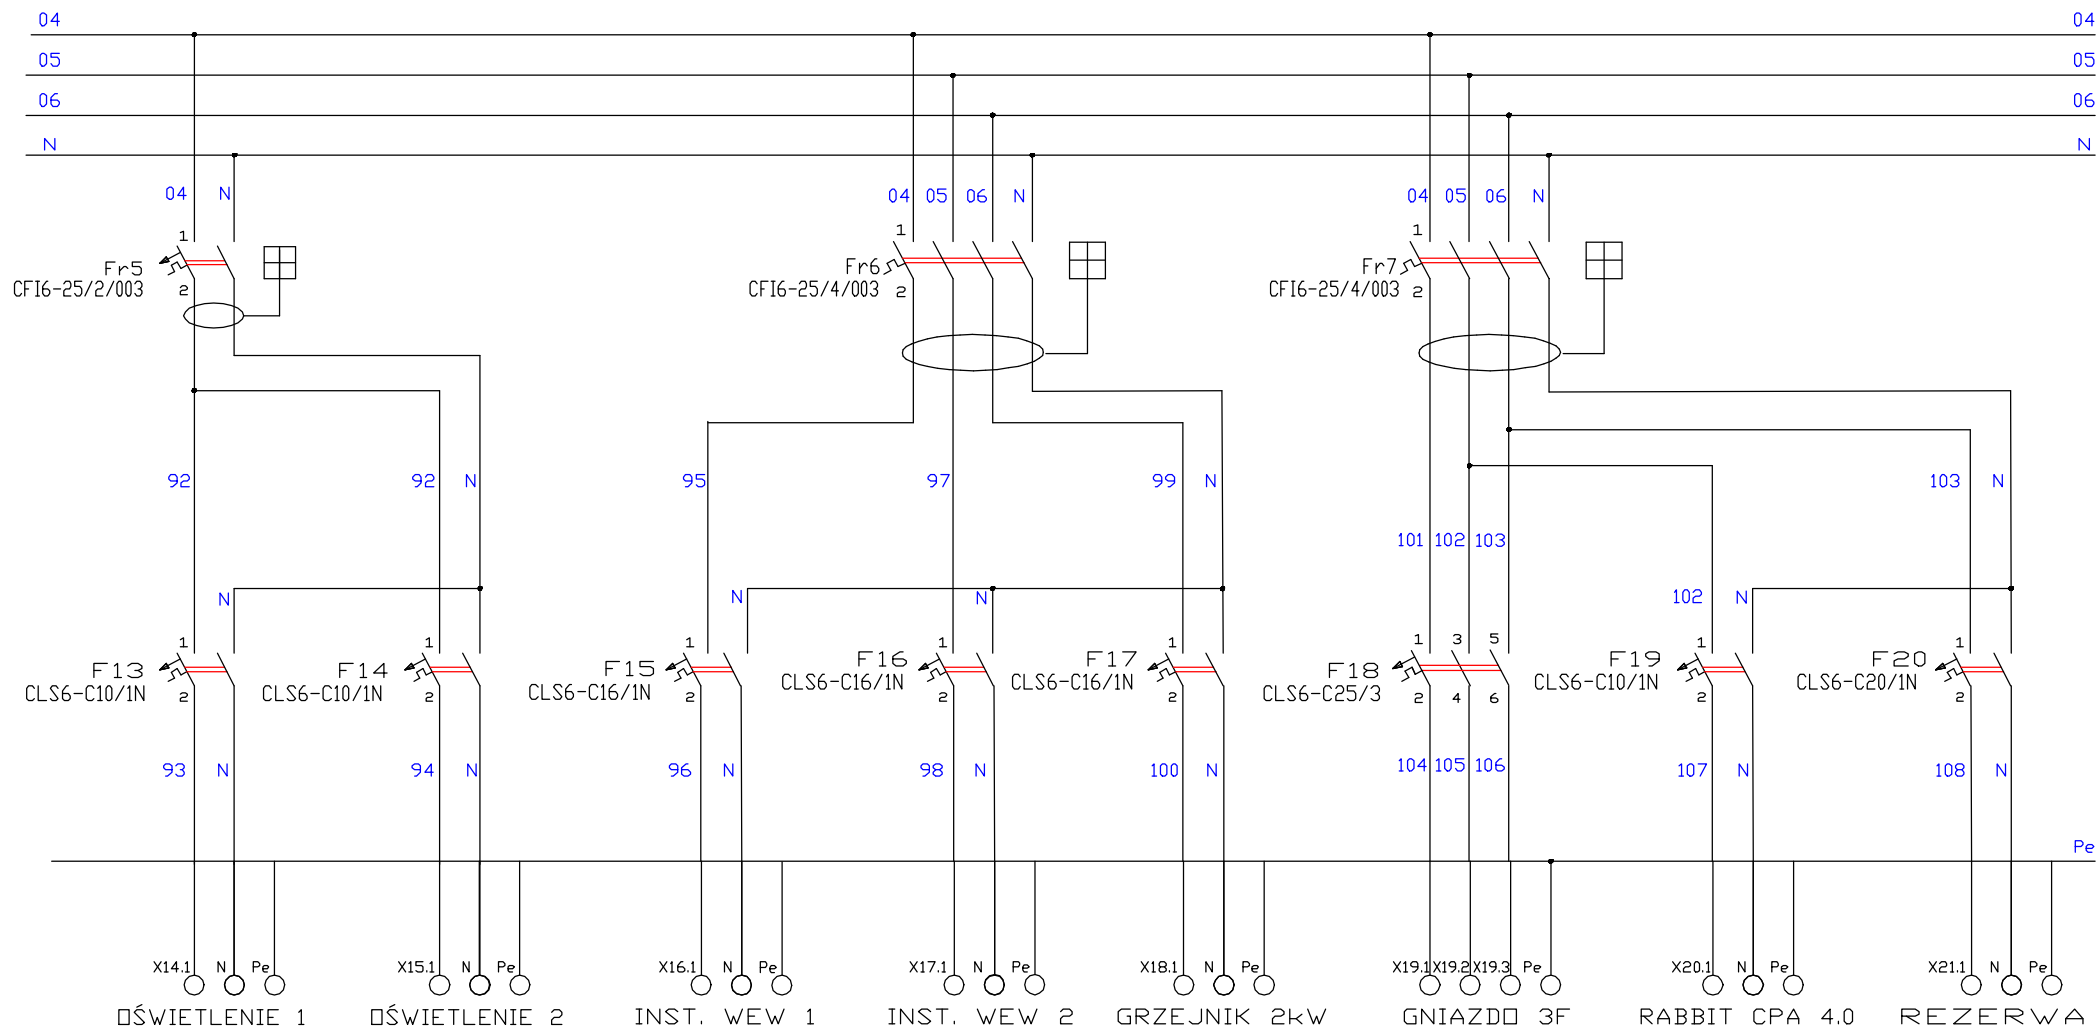 04 04
05 05
06 06
N N
04 N 04 05 06 N 04 05 06 N
1 1 1
Fr5 Fr6 Fr7
CFI6-25/2/003 CFI6-25/4/003 CFI6-25/4/003
2 2 2
92 92 N 95 97 99 N 103 N
101 102 103
N N N 102 N
1 1 1 1 1 1 3 5 1 1
F13 F14 F15 F16 F17 F18 F19 F20
CLS6-C10/1N CLS6-C10/1N CLS6-C16/1N CLS6-C16/1N CLS6-C16/1N CLS6-C25/3 CLS6-C10/1N CLS6-C20/1N
2 2 2 2 2 2 4 6 2 2
93 N 94 N 96 N 98 N 100 N 104 105 106 107 N 108 N
Pe
X14.1 N Pe X15.1 N Pe X16.1 N Pe X17.1 N Pe X18.1 N Pe X19.1 X19.2 X19.3 Pe X20.1 N Pe X21.1 N Pe
OŚWIETLENIE 1 OŚWIETLENIE 2 INST. WEW 1 INST. WEW 2 GRZEJNIK 2kW GNIAZDO 3F RABBIT CPA 4.0 REZERWA